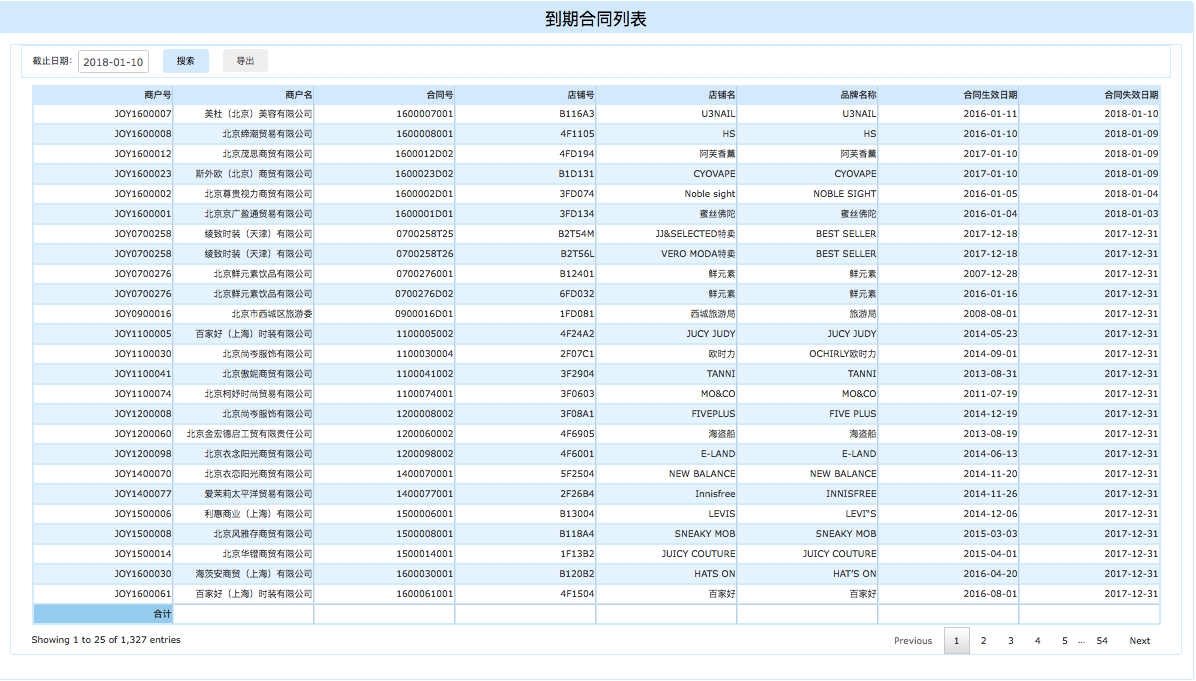 到期合同列表
截止日期: 2018-01-10 搜索 导出
商户号 商户名 合同号 店铺号 店铺名 品牌名称 合同生效日期 合同失效日期
JOY1600007 美杜（北京）美容有限公司 1600007001 B116A3 U3NAIL U3NAIL 2016-01-11 2018-01-10
JOY1600008 北京缔潮贸易有限公司 1600008001 4F1105 HS HS 2016-01-10 2018-01-09
JOY1600012 北京茂思商贸有限公司 1600012D02 4FD194 阿芙香薰 阿芙香薰 2017-01-10 2018-01-09
JOY1600023 斯外欧（北京）商贸有限公司 1600023D02 B1D131 CYOVAPE CYOVAPE 2017-01-10 2018-01-09
JOY1600002 北京尊贵视力商贸有限公司 1600002D01 3FD074 Noble sight NOBLE SIGHT 2016-01-05 2018-01-04
JOY1600001 北京京广盈通贸易有限公司 1600001D01 3FD134 蜜丝佛陀 蜜丝佛陀 2016-01-04 2018-01-03
JOY0700258 绫致时装（天津）有限公司 0700258T25 B2T54M JJ&SELECTED特卖 BEST SELLER 2017-12-18 2017-12-31
JOY0700258 绫致时装（天津）有限公司 0700258T26 B2T56L VERO MODA特卖 BEST SELLER 2017-12-18 2017-12-31
JOY0700276 北京鲜元素饮品有限公司 0700276001 B12401 鲜元素 鲜元素 2007-12-28 2017-12-31
JOY0700276 北京鲜元素饮品有限公司 0700276D02 6FD032 鲜元素 鲜元素 2016-01-16 2017-12-31
JOY0900016 北京市西城区旅游委 0900016D01 1FD081 西城旅游局 旅游局 2008-08-01 2017-12-31
JOY1100005 百家好（上海）时装有限公司 1100005002 4F24A2 JUCY JUDY JUCY JUDY 2014-05-23 2017-12-31
JOY1100030 北京尚岑服饰有限公司 1100030004 2F07C1 欧时力 OCHIRLY欧时力 2014-09-01 2017-12-31
JOY1100041 北京傲妮商贸有限公司 1100041002 3F2904 TANNI TANNI 2013-08-31 2017-12-31
JOY1100074 北京柯妤时尚贸易有限公司 1100074001 3F0603 MO&CO MO&CO 2011-07-19 2017-12-31
JOY1200008 北京尚岑服饰有限公司 1200008002 3F08A1 FIVEPLUS FIVE PLUS 2014-12-19 2017-12-31
JOY1200060 北京金宏德启工贸有限责任公司 1200060002 4F6905 海盗船 海盗船 2013-08-19 2017-12-31
JOY1200098 北京衣念阳光商贸有限公司 1200098002 4F6001 E-LAND E-LAND 2014-06-13 2017-12-31
JOY1400070 北京衣恋阳光商贸有限公司 1400070001 5F2504 NEW BALANCE NEW BALANCE 2014-11-20 2017-12-31
JOY1400077 爱茉莉太平洋贸易有限公司 1400077001 2F26B4 Innisfree INNISFREE 2014-11-26 2017-12-31
JOY1500006 利惠商业（上海）有限公司 1500006001 B13004 LEVIS LEVI"S 2014-12-06 2017-12-31
JOY1500008 北京风雅存商贸有限公司 1500008001 B118A4 SNEAKY MOB SNEAKY MOB 2015-03-03 2017-12-31
JOY1500014 北京华镫商贸有限公司 1500014001 1F13B2 JUICY COUTURE JUICY COUTURE 2015-04-01 2017-12-31
JOY1600030 海茨安商贸（上海）有限公司 1600030001 B120B2 HATS ON HAT'S ON 2016-04-20 2017-12-31
JOY1600061 百家好（上海）时装有限公司 1600061001 4F1504 百家好 百家好 2016-08-01 2017-12-31
合计
Showing 1 to 25 of 1,327 entries Previous 1 2 3 4 5 … 54 Next